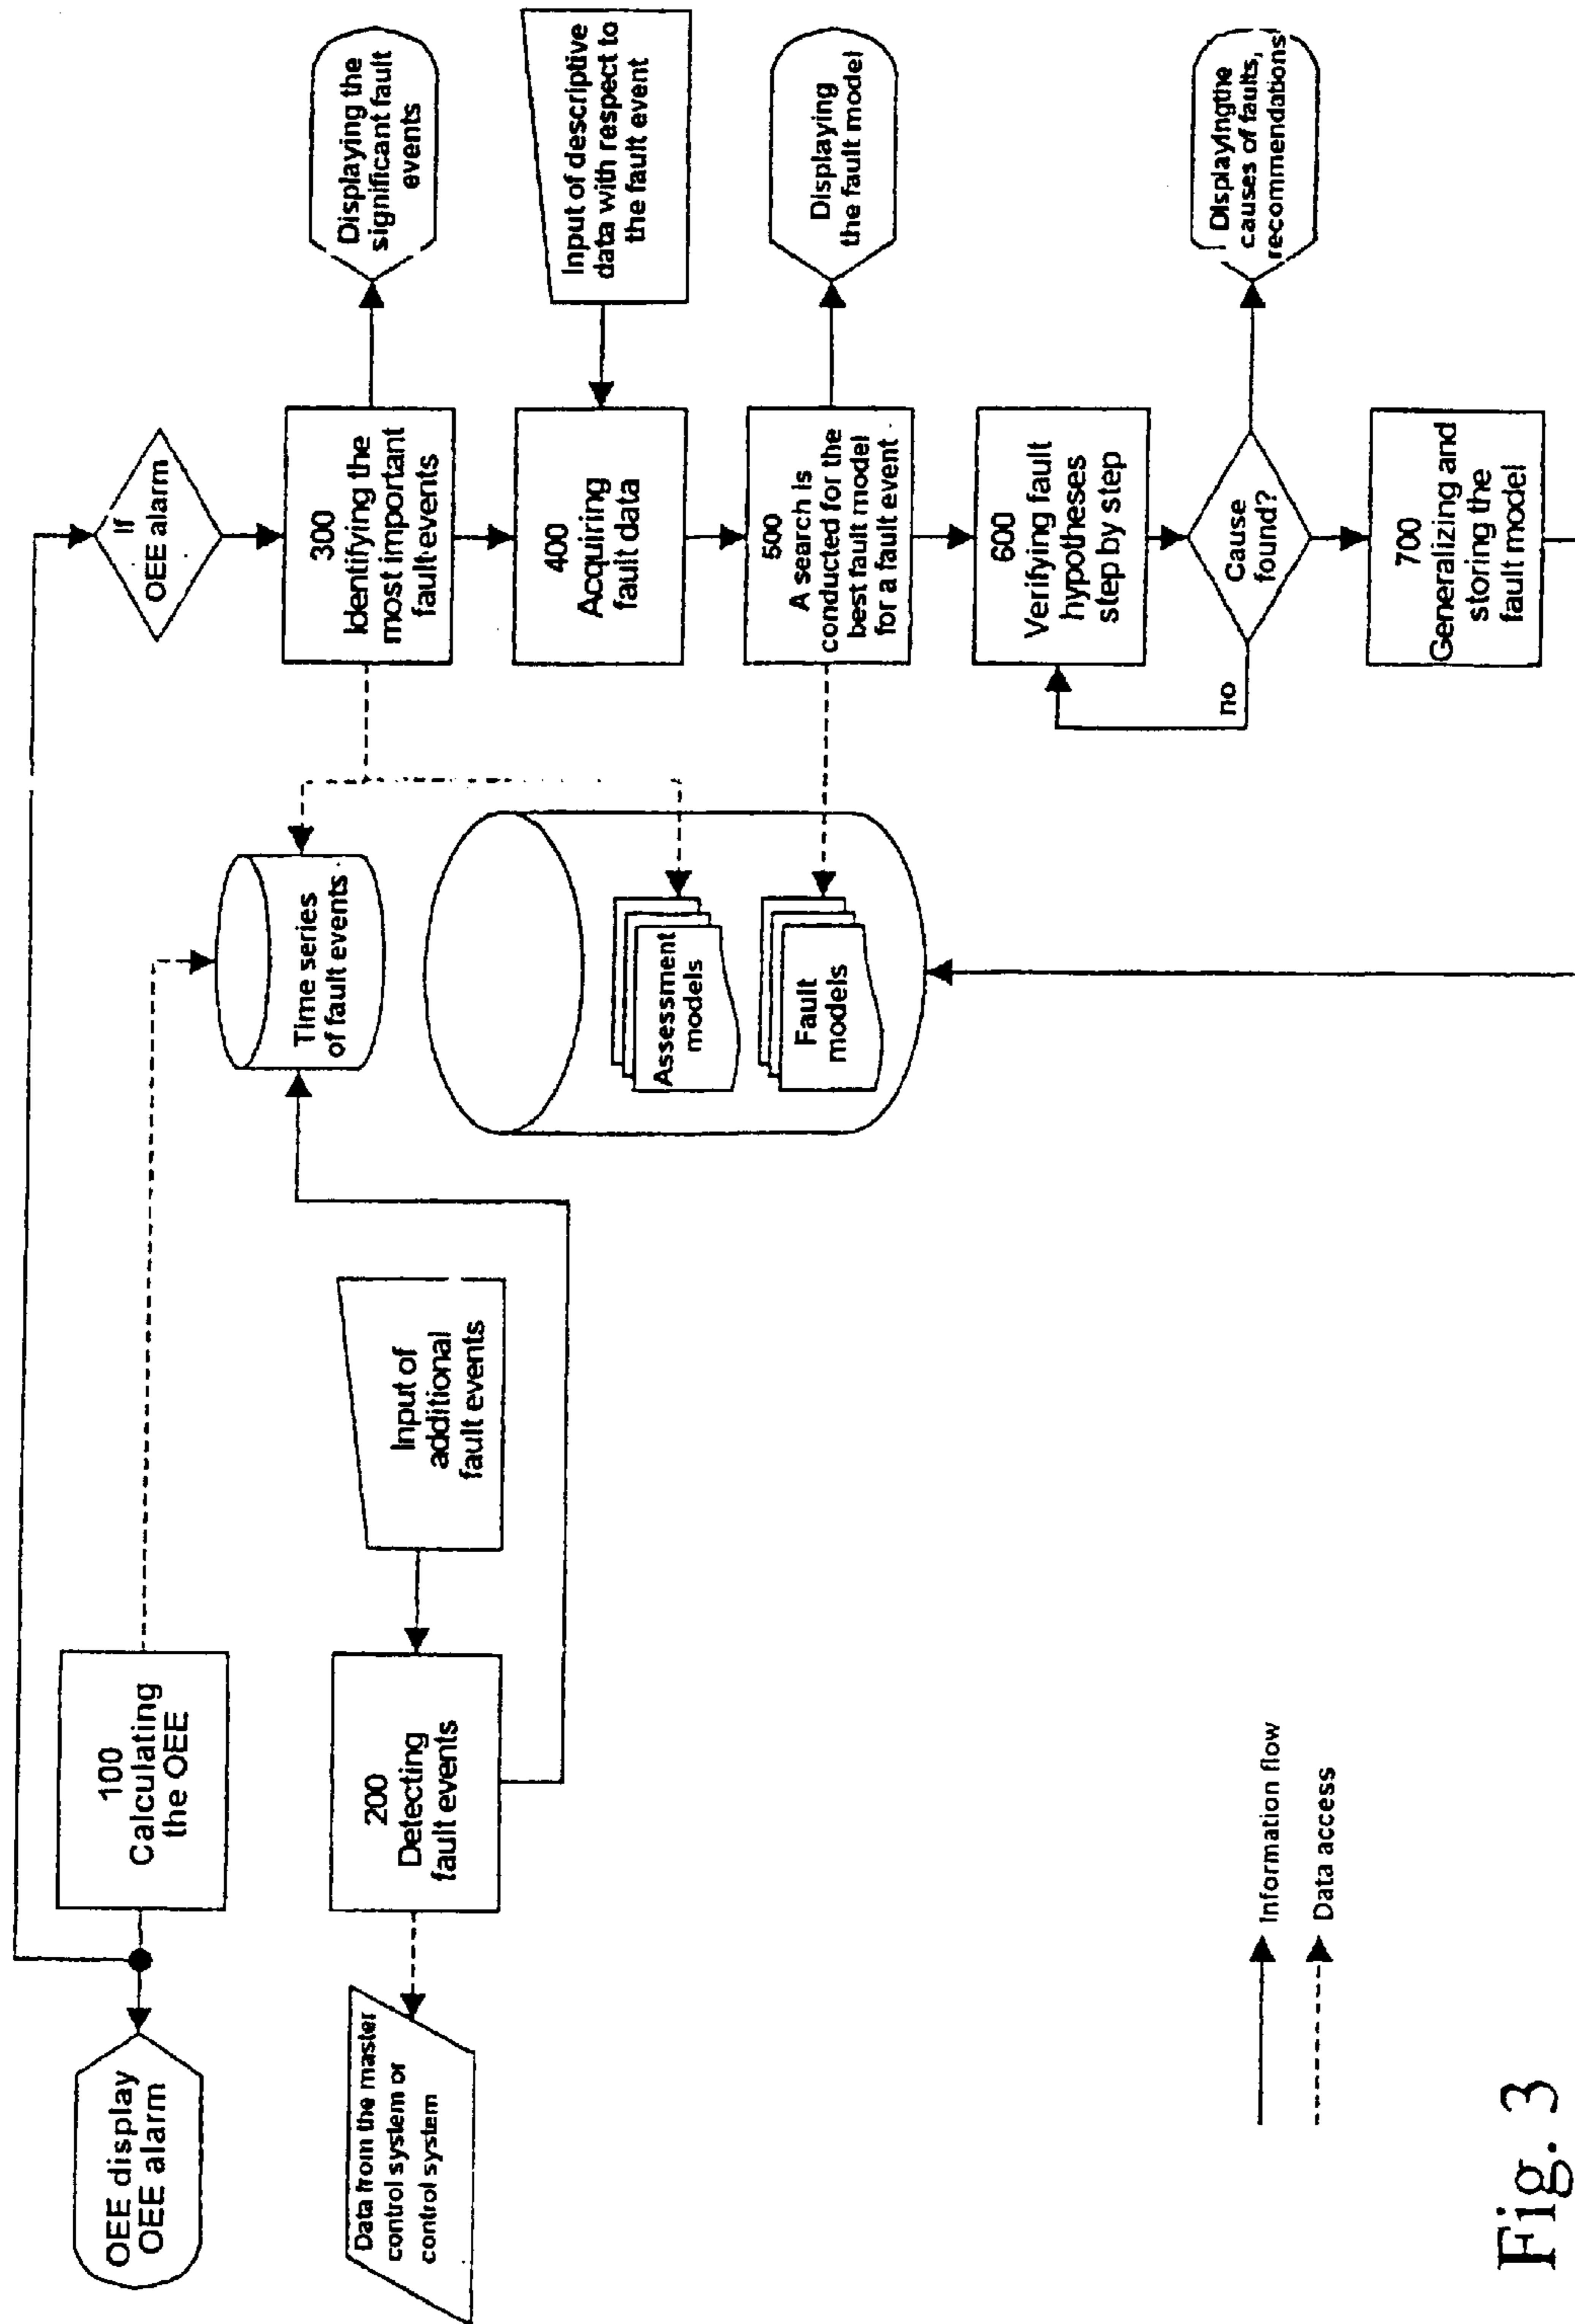 If
OEE alarm
300
Identifying the
most important
fault events
Displaying the
significant fault
events
400
Acquiring
fault data
Input of descriptive
data with respect to
the fault event
500
A search is
conducted for the
best fault model
for a fault event
Displaying
the fault model
600
Verifying fault
hypotheses
step by step
Cause
found?
no
Displayingthe
causes of faults,
recommendations
700
Generalizing and
storing the
fault model
Time series
of fault events
Assessment
models
Fault
models
100
Calculating
the OEE
OEE display
OEE alarm
200
Detecting
fault events
Input of
additional
fault events
Data from the master
control system or
control system
Information flow
Data access
Fig. 3